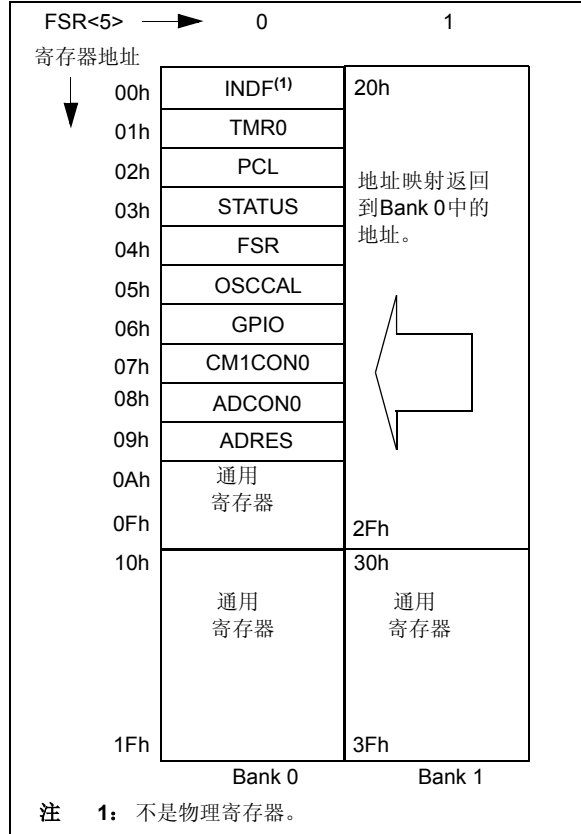 FSR<5> 0 1
寄存器地址
00h INDF(1) 20h
01h TMR0
02h PCL
地址映射返回
03h STATUS 到Bank 0中的
地址。
04h FSR
05h OSCCAL
06h GPIO
07h CM1CON0
08h ADCON0
09h ADRES
0Ah 通用
寄存器
0Fh 2Fh
10h 30h
通用 通用
寄存器 寄存器
1Fh 3Fh
Bank 0 Bank 1
注 1: 不是物理寄存器。